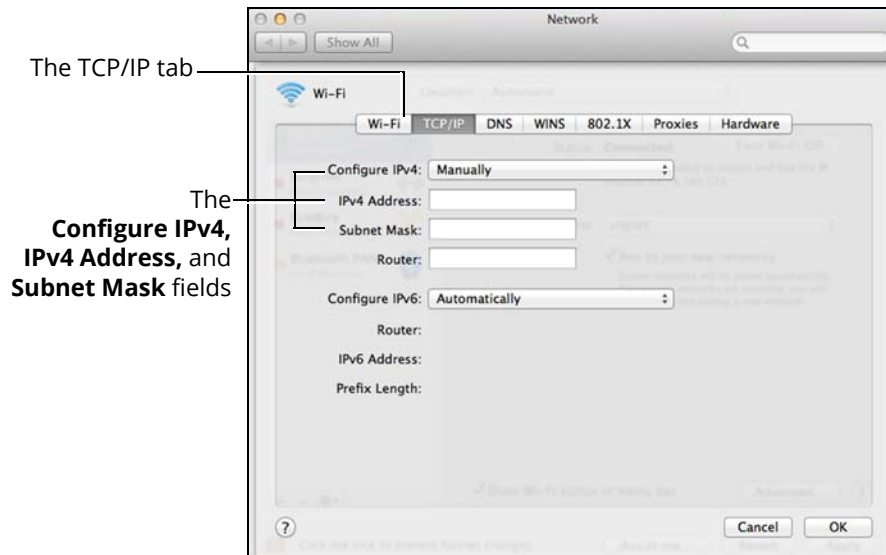 Network
Show All
The TCP/IP tab
Wi-Fi
Wi-Fi TCP/IP DNS WINS 802.1X Proxies Hardware
Configure IPv4: Manually
IPv4 Address:
Subnet Mask:
Router:
The
Configure IPv4,
IPv4 Address, and
Subnet Mask fields
Configure IPv6: Automatically
Router:
IPv6 Address:
Prefix Length:
? Cancel OK